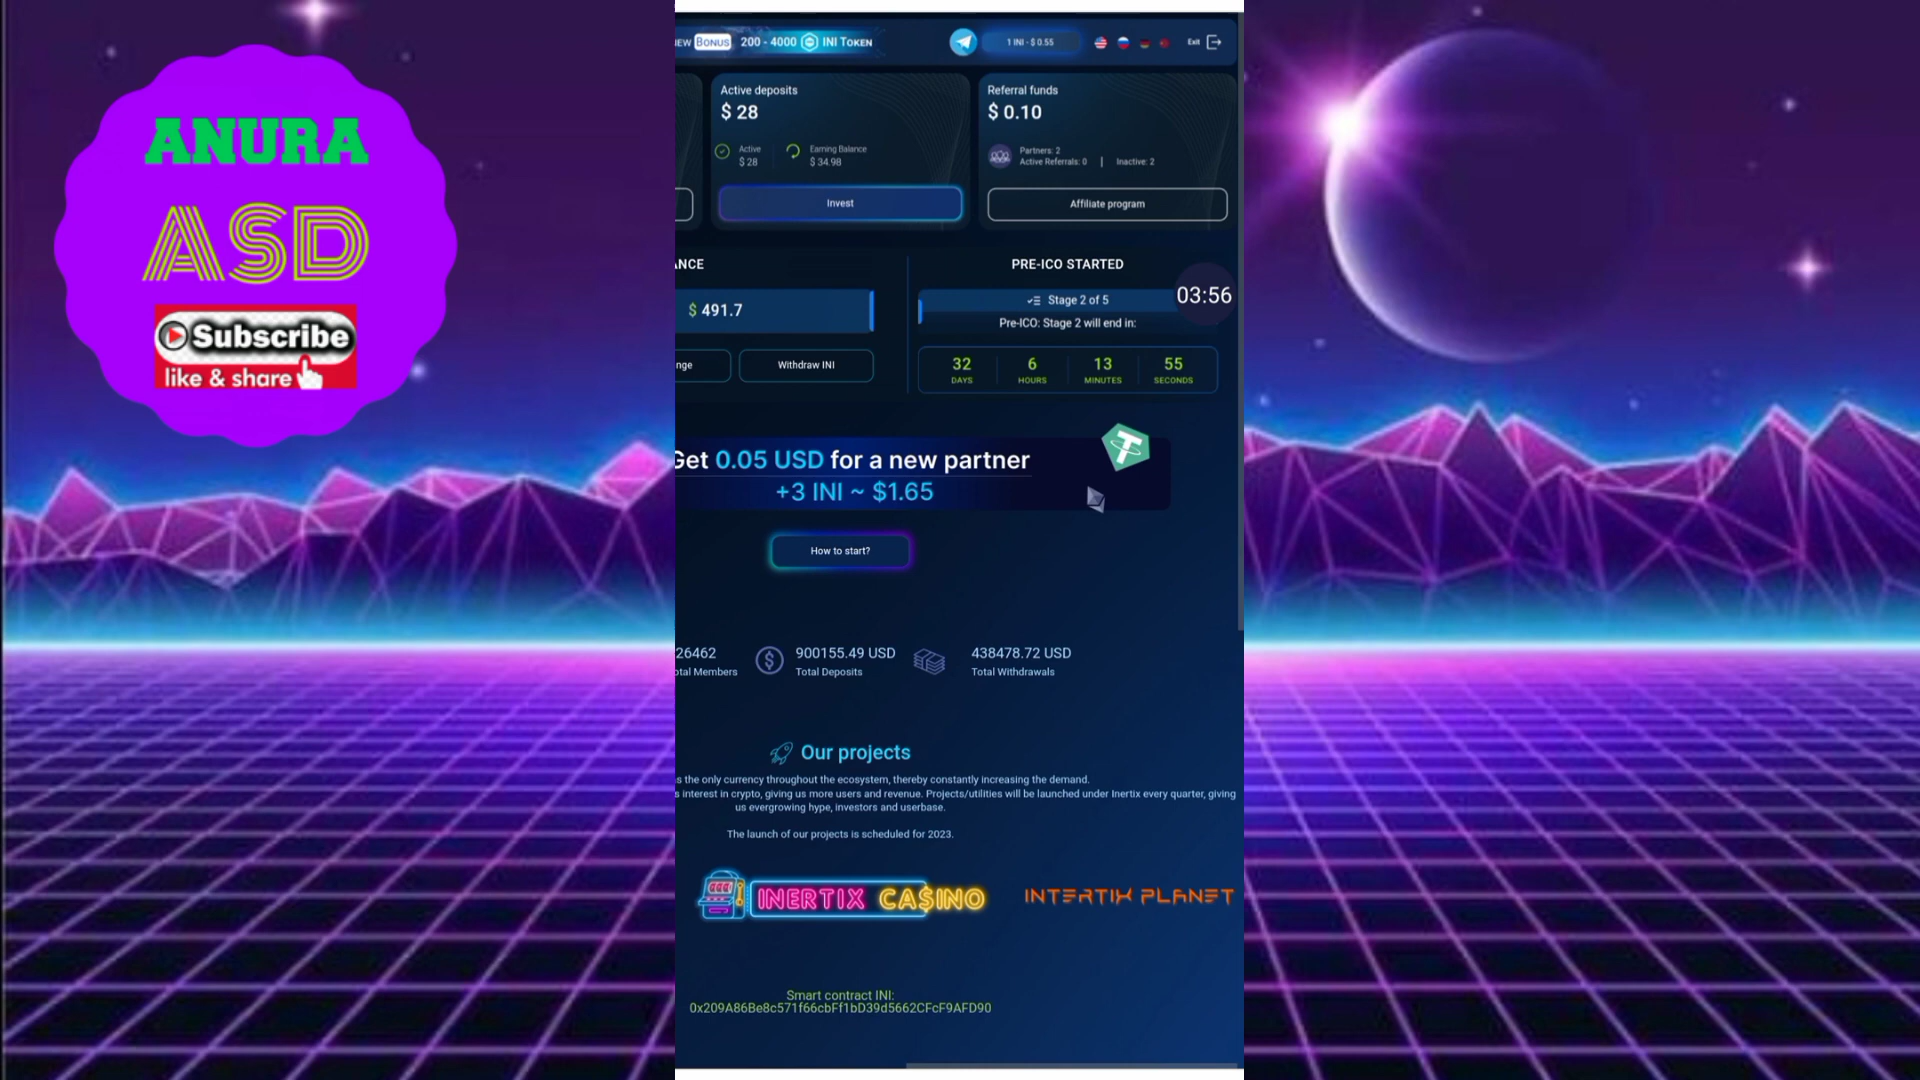 ANURA
ASD
Subscribe
like & share
BONUS 200 - 4000 INI TOKEN
1 INI - $ 0.55
Exit
Active deposits
$ 28
Active
$ 28
Earning Balance
$ 34.98
Invest
Referral funds
$ 0.10
Partners: 2
Active Referrals: 0 | Inactive: 2
Affiliate program
$ 491.7
Withdraw INI
PRE-ICO STARTED
Stage 2 of 5
03:56
Pre-ICO: Stage 2 will end in:
32 6 13 55
DAYS HOURS MINUTES SECONDS
Get 0.05 USD for a new partner
+3 INI ~ $1.65
How to start?
26462
Members
900155.49 USD
Total Deposits
438478.72 USD
Total Withdrawals
Our projects
the only currency throughout the ecosystem, thereby constantly increasing the demand.
interest in crypto, giving us more users and revenue. Projects/utilities will be launched under Inertix every quarter, giving
us evergrowing hype, investors and userbase.
The launch of our projects is scheduled for 2023.
INERTIX CA$INO
INTERTIX PLANET
Smart contract INI:
0x209A86Be8c571f66cbFf1bD39d5662CFcF9AFD90